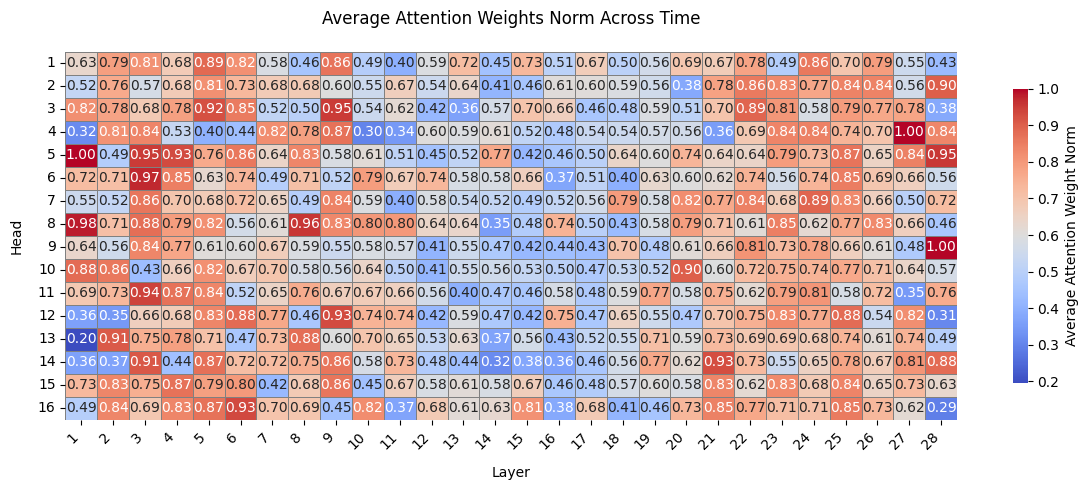 Average Attention Weights Norm Across Time
1 0.63 0.79 0.81 0.68 0.89 0.82 0.58 0.46 0.86 0.49 0.40 0.59 0.72 0.45 0.73 0.51 0.67 0.50 0.56 0.69 0.67 0.78 0.49 0.86 0.70 0.79 0.55 0.43
2 0.52 0.76 0.57 0.68 0.81 0.73 0.68 0.68 0.60 0.55 0.67 0.54 0.64 0.41 0.46 0.61 0.60 0.59 0.56 0.38 0.78 0.86 0.83 0.77 0.84 0.84 0.56 0.90
3 0.82 0.78 0.68 0.78 0.92 0.85 0.52 0.50 0.95 0.54 0.62 0.42 0.36 0.57 0.70 0.66 0.46 0.48 0.59 0.51 0.70 0.89 0.81 0.58 0.79 0.77 0.78 0.38
4 0.32 0.81 0.84 0.53 0.40 0.44 0.82 0.78 0.87 0.30 0.34 0.60 0.59 0.61 0.52 0.48 0.54 0.54 0.57 0.56 0.36 0.69 0.84 0.84 0.74 0.70 1.00 0.84
5 1.00 0.49 0.95 0.93 0.76 0.86 0.64 0.83 0.58 0.61 0.51 0.45 0.52 0.77 0.42 0.46 0.50 0.64 0.60 0.74 0.64 0.64 0.79 0.73 0.87 0.65 0.84 0.95
6 0.72 0.71 0.97 0.85 0.63 0.74 0.49 0.71 0.52 0.79 0.67 0.74 0.58 0.58 0.66 0.37 0.51 0.40 0.63 0.60 0.62 0.74 0.56 0.74 0.85 0.69 0.66 0.56
7 0.55 0.52 0.86 0.70 0.68 0.72 0.65 0.49 0.84 0.59 0.40 0.58 0.54 0.52 0.49 0.52 0.56 0.79 0.58 0.82 0.77 0.84 0.68 0.89 0.83 0.66 0.50 0.72
8 0.98 0.71 0.88 0.79 0.82 0.56 0.61 0.96 0.83 0.80 0.80 0.64 0.64 0.35 0.48 0.74 0.50 0.43 0.58 0.79 0.71 0.61 0.85 0.62 0.77 0.83 0.66 0.46
9 0.64 0.56 0.84 0.77 0.61 0.60 0.67 0.59 0.55 0.58 0.57 0.41 0.55 0.47 0.42 0.44 0.43 0.70 0.48 0.61 0.66 0.81 0.73 0.78 0.66 0.61 0.48 1.00
10 0.88 0.86 0.43 0.66 0.82 0.67 0.70 0.58 0.56 0.64 0.50 0.41 0.55 0.56 0.53 0.50 0.47 0.53 0.52 0.90 0.60 0.72 0.75 0.74 0.77 0.71 0.64 0.57
11 0.69 0.73 0.94 0.87 0.84 0.52 0.65 0.76 0.67 0.67 0.66 0.56 0.40 0.47 0.46 0.58 0.48 0.59 0.77 0.58 0.75 0.62 0.79 0.81 0.58 0.72 0.35 0.76
12 0.36 0.35 0.66 0.68 0.83 0.88 0.77 0.46 0.93 0.74 0.74 0.42 0.59 0.47 0.42 0.75 0.47 0.65 0.55 0.47 0.70 0.75 0.83 0.77 0.88 0.54 0.82 0.31
13 0.20 0.91 0.75 0.78 0.71 0.47 0.73 0.88 0.60 0.70 0.65 0.53 0.63 0.37 0.56 0.43 0.52 0.55 0.71 0.59 0.73 0.69 0.69 0.68 0.74 0.61 0.74 0.49
14 0.36 0.37 0.91 0.44 0.87 0.72 0.72 0.75 0.86 0.58 0.73 0.48 0.44 0.32 0.38 0.36 0.46 0.56 0.77 0.62 0.93 0.73 0.55 0.65 0.78 0.67 0.81 0.88
15 0.73 0.83 0.75 0.87 0.79 0.80 0.42 0.68 0.86 0.45 0.67 0.58 0.61 0.58 0.67 0.46 0.48 0.57 0.60 0.58 0.83 0.62 0.83 0.68 0.84 0.65 0.73 0.63
16 0.49 0.84 0.69 0.83 0.87 0.93 0.70 0.69 0.45 0.82 0.37 0.68 0.61 0.63 0.81 0.38 0.68 0.41 0.46 0.73 0.85 0.77 0.71 0.71 0.85 0.73 0.62 0.29
1 2 3 4 5 6 7 8 9 10 11 12 13 14 15 16 17 18 19 20 21 22 23 24 25 26 27 28
Layer
Head
1.0
0.9
0.8
0.7
0.6
0.5
0.4
0.3
0.2
Average Attention Weight Norm